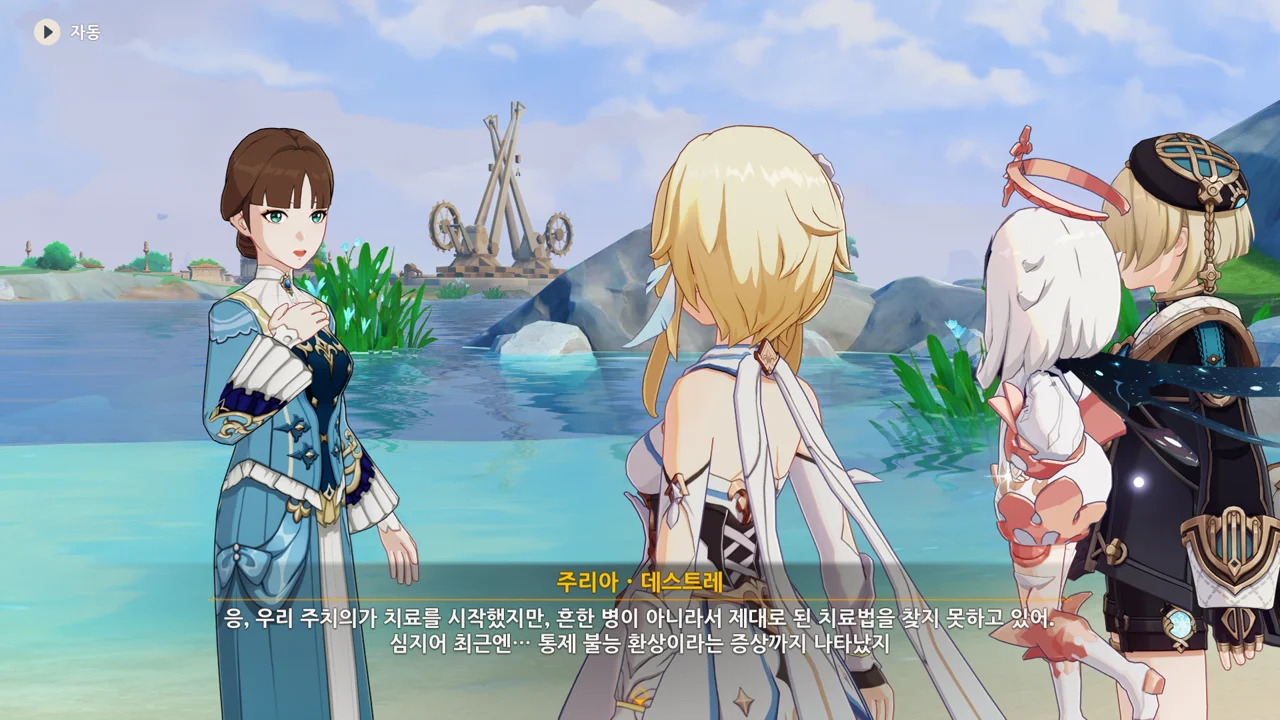 자동
주리아 · 데스트레
응, 우리 주치의가 치료를 시작했지만, 흔한 병이 아니라서 제대로 된 치료법을 찾지 못하고 있어.
심지어 최근엔… 통제 불능 환상이라는 증상까지 나타났지